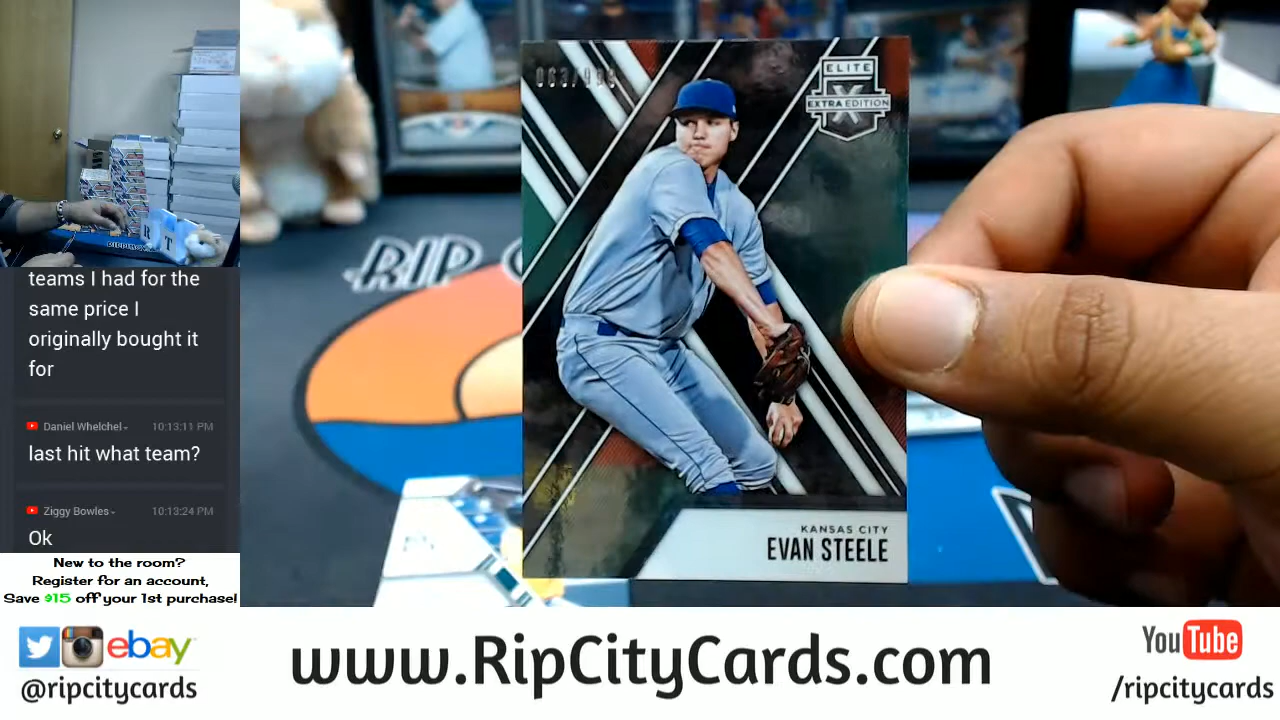 teams I had for the
same price I
originally bought it
for
Daniel Whelchel
10:13:11 PM
last hit what team?
Ziggy Bowles
10:13:24 PM
Ok
New to the room?
Register for an account,
Save $15 off your 1st purchase!
ELITE
X
EXTRA EDITION
KANSAS CITY
EVAN STEELE
RIP
R
T
ebay
@ripcitycards
www.RipCityCards.com
YouTube
/ripcitycards